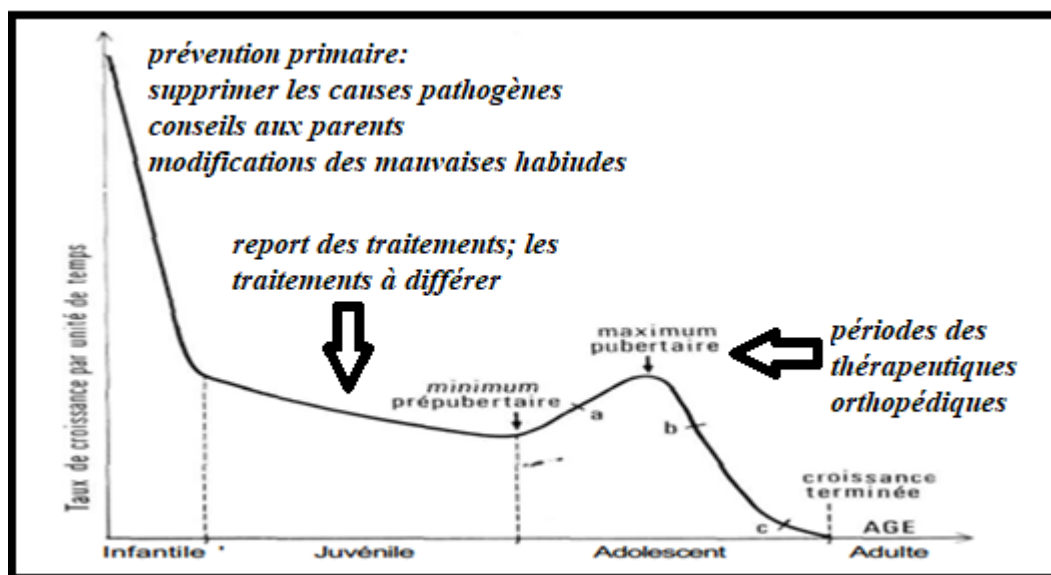 prévention primaire:
supprimer les causes pathogènes
conseils aux parents
modifications des mauvaises habiudes
report des traitements; les
traitements à différer
maximum
pubertaire
périodes des
thérapeutiques
orthopédiques
minimum
prépubertaire
a
b
c
croissance
terminée
AGE
Taux de croissance par unité de temps
Infantile
Juvénile
Adolescent
Adulte